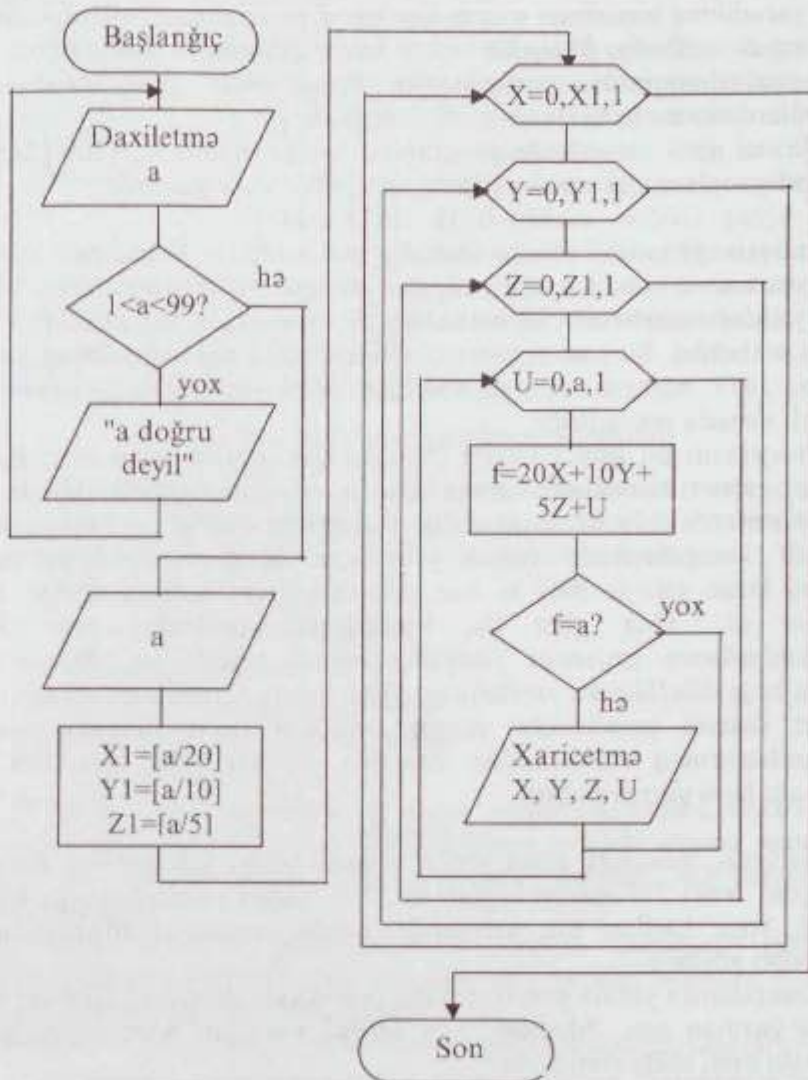 Başlanğıç
Daxiletmə
a
1<a<99?
hə
yox
"a doğru
deyil"
a
X1=[a/20]
Y1=[a/10]
Z1=[a/5]
X=0,X1,1
Y=0,Y1,1
Z=0,Z1,1
U=0,a,1
f=20X+10Y+
5Z+U
f=a?
yox
hə
Xaricetmə
X, Y, Z, U
Son